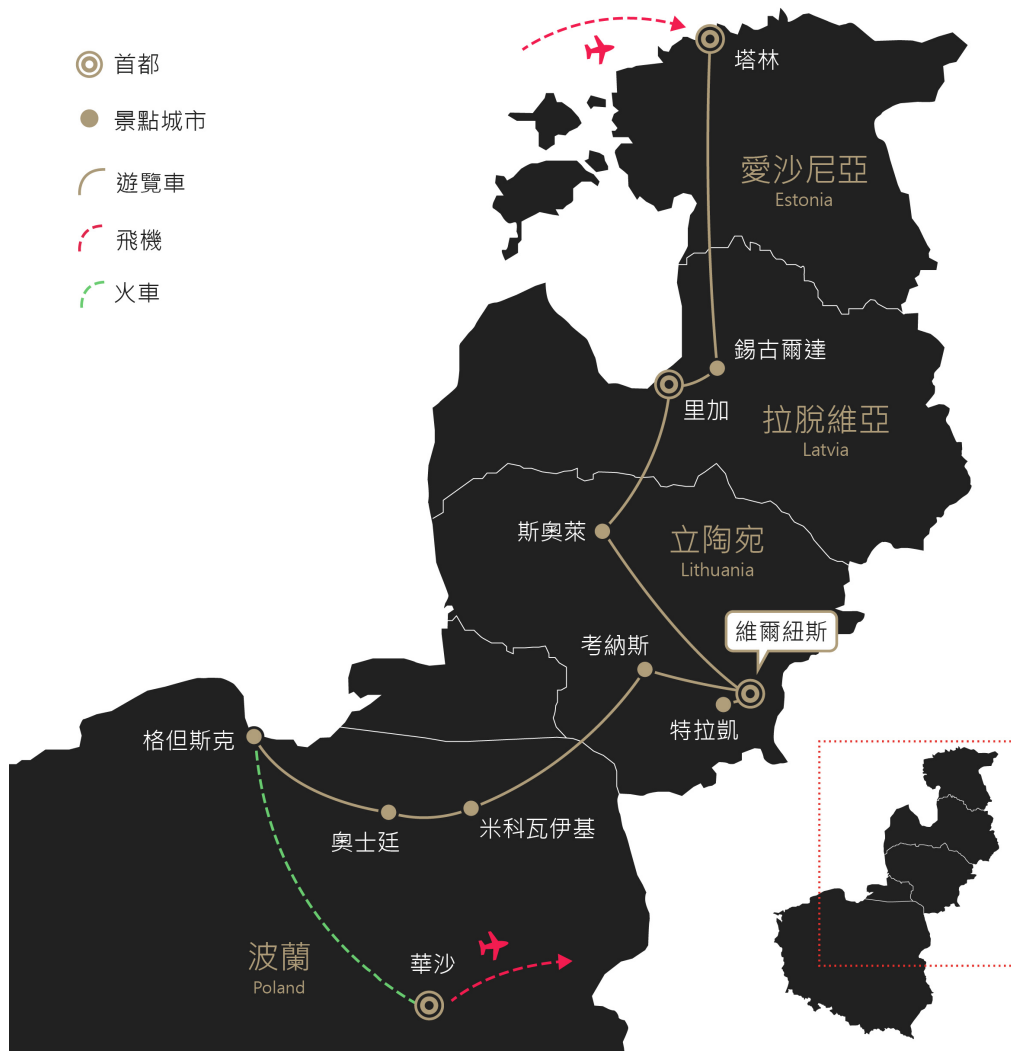 首都
景點城市
遊覽車
飛機
火車
塔林
愛沙尼亞
Estonia
錫古爾達
里加
拉脫維亞
Latvia
斯奧萊
立陶宛
Lithuania
維爾紐斯
考納斯
特拉凱
格但斯克
奧士廷
米科瓦伊基
波蘭
Poland
華沙